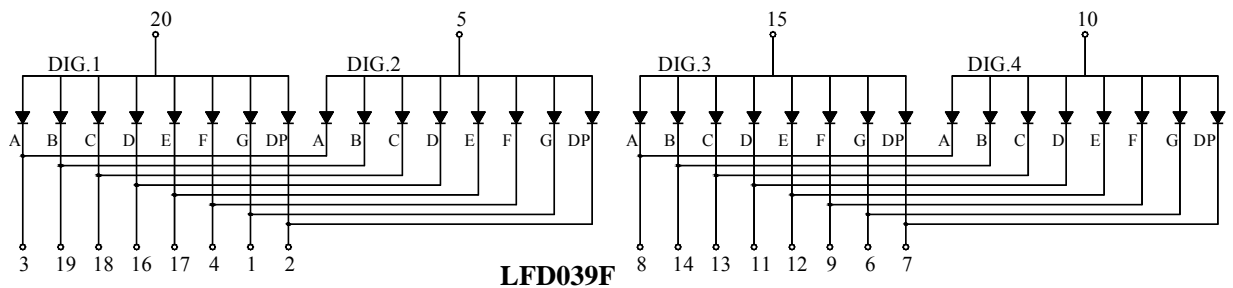 20 5 15 10
DIG.1 DIG.2 DIG.3 DIG.4
A B C D E F G DP A B C D E F G DP A B C D E F G DP A B C D E F G DP
3 19 18 16 17 4 1 2 8 14 13 11 12 9 6 7
LFD039F